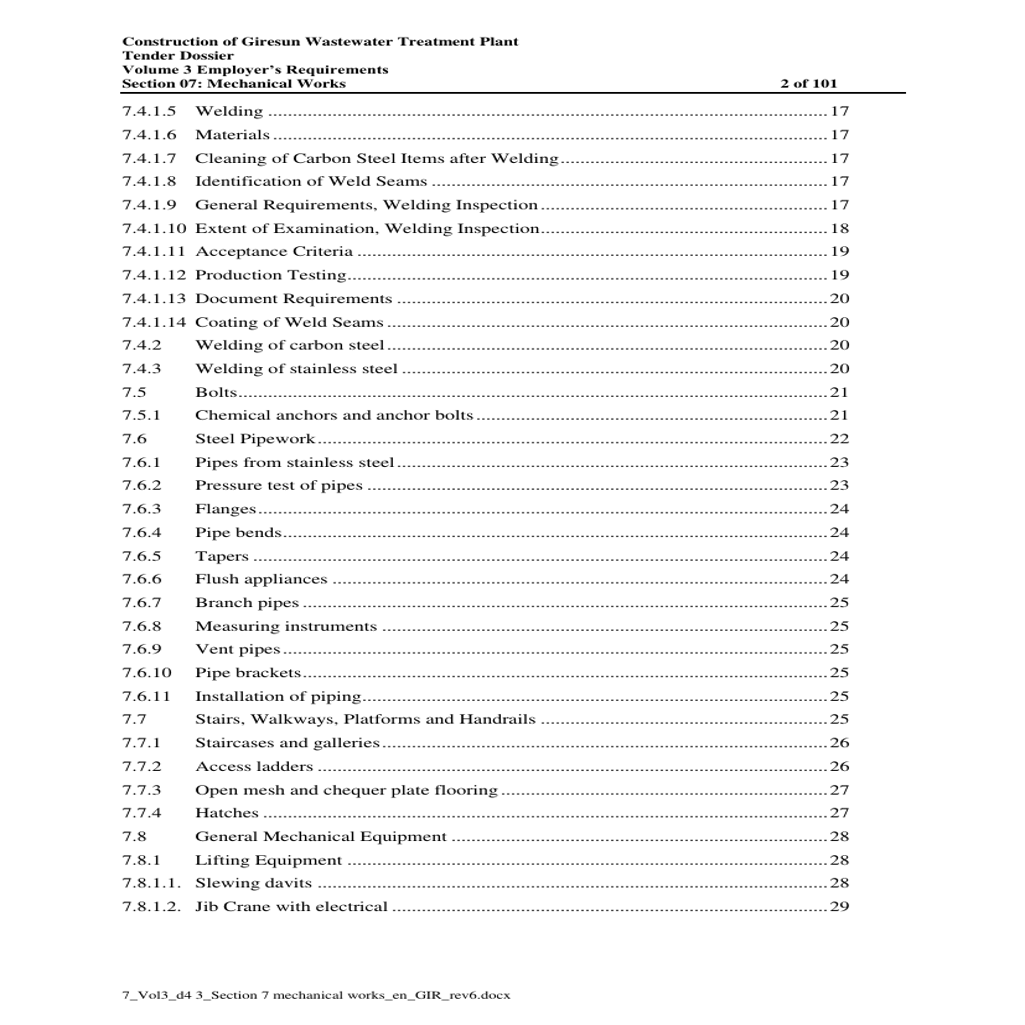 Construction of Giresun Wastewater Treatment Plant
Tender Dossier
Volume 3 Employer's Requirements
Section 07: Mechanical Works 2 of 101
7.4.1.5 Welding 17
7.4.1.6 Materials 17
7.4.1.7 Cleaning of Carbon Steel Items after Welding 17
7.4.1.8 Identification of Weld Seams 17
7.4.1.9 General Requirements, Welding Inspection 17
7.4.1.10 Extent of Examination, Welding Inspection 18
7.4.1.11 Acceptance Criteria 19
7.4.1.12 Production Testing 19
7.4.1.13 Document Requirements 20
7.4.1.14 Coating of Weld Seams 20
7.4.2 Welding of carbon steel 20
7.4.3 Welding of stainless steel 20
7.5 Bolts 21
7.5.1 Chemical anchors and anchor bolts 21
7.6 Steel Pipework 22
7.6.1 Pipes from stainless steel 23
7.6.2 Pressure test of pipes 23
7.6.3 Flanges 24
7.6.4 Pipe bends 24
7.6.5 Tapers 24
7.6.6 Flush appliances 24
7.6.7 Branch pipes 25
7.6.8 Measuring instruments 25
7.6.9 Vent pipes 25
7.6.10 Pipe brackets 25
7.6.11 Installation of piping 25
7.7 Stairs, Walkways, Platforms and Handrails 25
7.7.1 Staircases and galleries 26
7.7.2 Access ladders 26
7.7.3 Open mesh and chequer plate flooring 27
7.7.4 Hatches 27
7.8 General Mechanical Equipment 28
7.8.1 Lifting Equipment 28
7.8.1.1. Slewing davits 28
7.8.1.2. Jib Crane with electrical 29
7_Vol3_d4 3_Section 7 mechanical works_en_GIR_rev6.docx